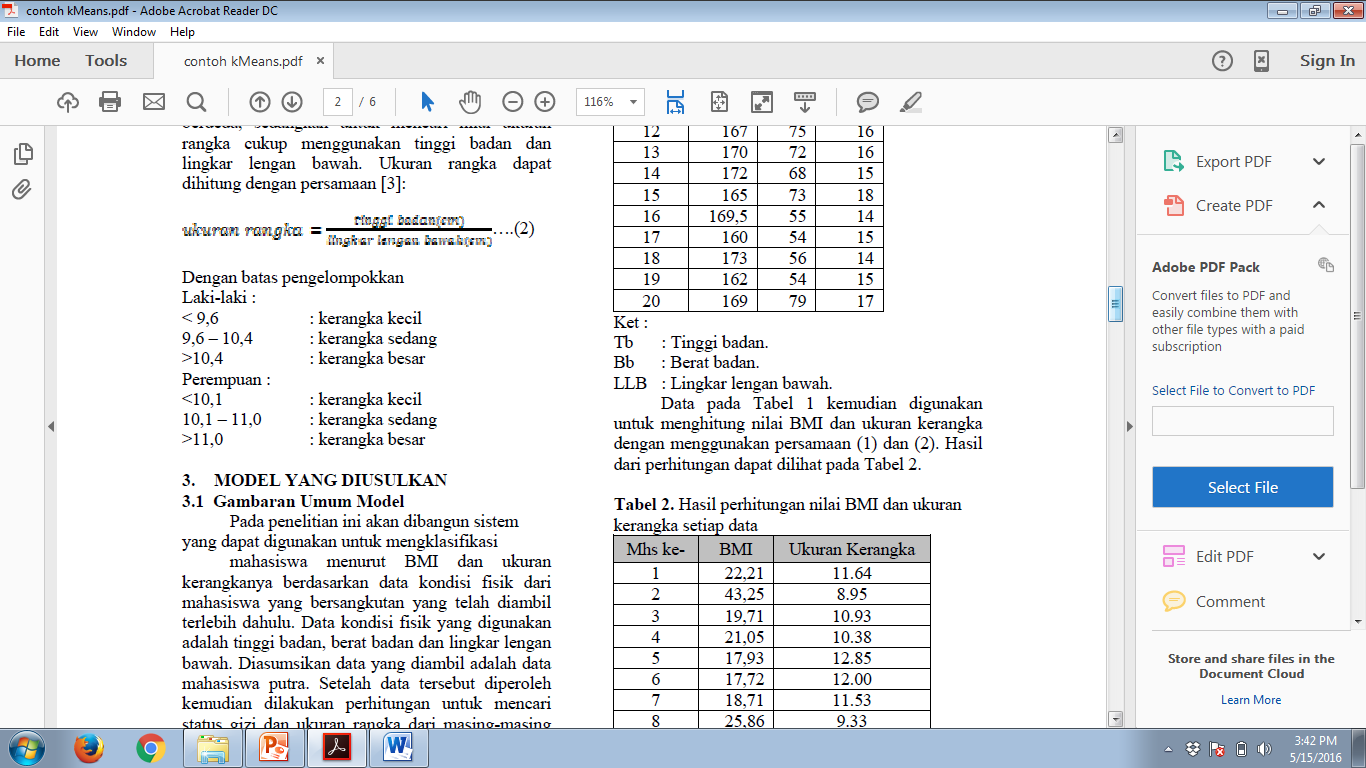 contoh kMeans.pdf - Adobe Acrobat Reader DC
File Edit View Window Help
Home Tools contoh kMeans.pdf × Sign In
2 / 6 116%
berbeda, sedangkan untuk mencari nilai ukuran
rangka cukup menggunakan tinggi badan dan
lingkar lengan bawah. Ukuran rangka dapat
dihitung dengan persamaan [3]:
ukuran rangka = tinggi badan(cm) / lingkar lengan bawah(cm) ….(2)
Dengan batas pengelompokkan
Laki-laki :
< 9,6 : kerangka kecil
9,6 – 10,4 : kerangka sedang
>10,4 : kerangka besar
Perempuan :
<10,1 : kerangka kecil
10,1 – 11,0 : kerangka sedang
>11,0 : kerangka besar
3. MODEL YANG DIUSULKAN
3.1 Gambaran Umum Model
Pada penelitian ini akan dibangun sistem
yang dapat digunakan untuk mengklasifikasi
mahasiswa menurut BMI dan ukuran
kerangkanya berdasarkan data kondisi fisik dari
mahasiswa yang bersangkutan yang telah diambil
terlebih dahulu. Data kondisi fisik yang digunakan
adalah tinggi badan, berat badan dan lingkar lengan
bawah. Diasumsikan data yang diambil adalah data
mahasiswa putra. Setelah data tersebut diperoleh
kemudian dilakukan perhitungan untuk mencari
status gizi dan ukuran rangka dari masing-masing
12 167 75 16
13 170 72 16
14 172 68 15
15 165 73 18
16 169,5 55 14
17 160 54 15
18 173 56 14
19 162 54 15
20 169 79 17
Ket :
Tb : Tinggi badan.
Bb : Berat badan.
LLB : Lingkar lengan bawah.
Data pada Tabel 1 kemudian digunakan
untuk menghitung nilai BMI dan ukuran kerangka
dengan menggunakan persamaan (1) dan (2). Hasil
dari perhitungan dapat dilihat pada Tabel 2.
Tabel 2. Hasil perhitungan nilai BMI dan ukuran
kerangka setiap data
Mhs ke- BMI Ukuran Kerangka
1 22,21 11.64
2 43,25 8.95
3 19,71 10.93
4 21,05 10.38
5 17,93 12.85
6 17,72 12.00
7 18,71 11.53
8 25,86 9.33
Export PDF
Create PDF
Adobe PDF Pack
Convert files to PDF and
easily combine them with
other file types with a paid
subscription
Select File to Convert to PDF
Select File
Edit PDF
Comment
Store and share files in the
Document Cloud
Learn More
3:42 PM
5/15/2016